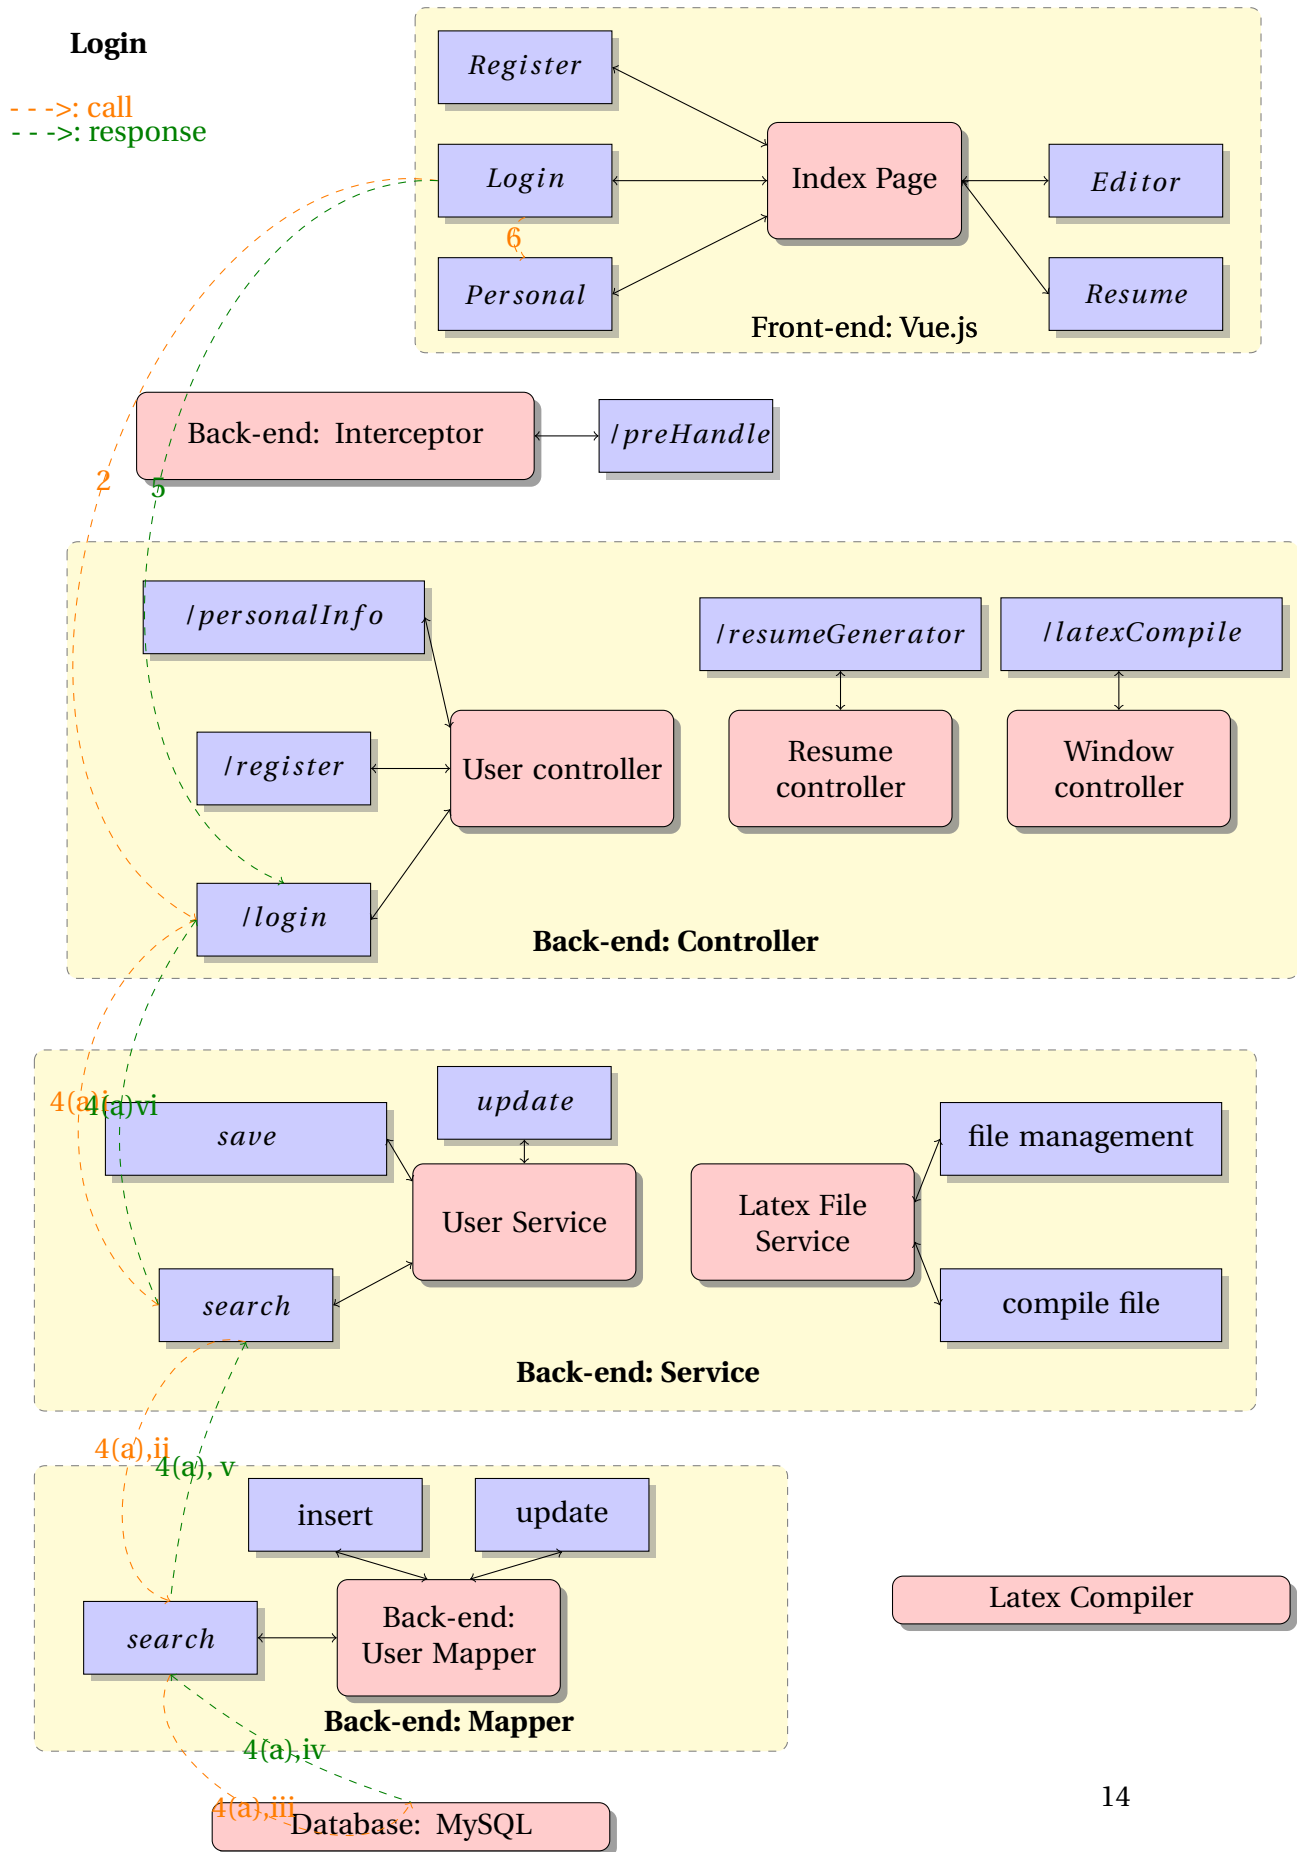 Login
- - ->: call
- - ->: response
Register
Login
6
Personal
Index Page
Editor
Resume
Front-end: Vue.js
Back-end: Interceptor
/preHandle
2
5
/personalInfo
/resumeGenerator
/latexCompile
/register
User controller
Resume
controller
Window
controller
/login
Back-end: Controller
4(a)i
4(a)vi
save
update
file management
User Service
Latex File
Service
search
compile file
Back-end: Service
4(a),ii
4(a), v
insert
update
search
Back-end:
User Mapper
Latex Compiler
Back-end: Mapper
4(a),iv
4(a),iii
Database: MySQL
14